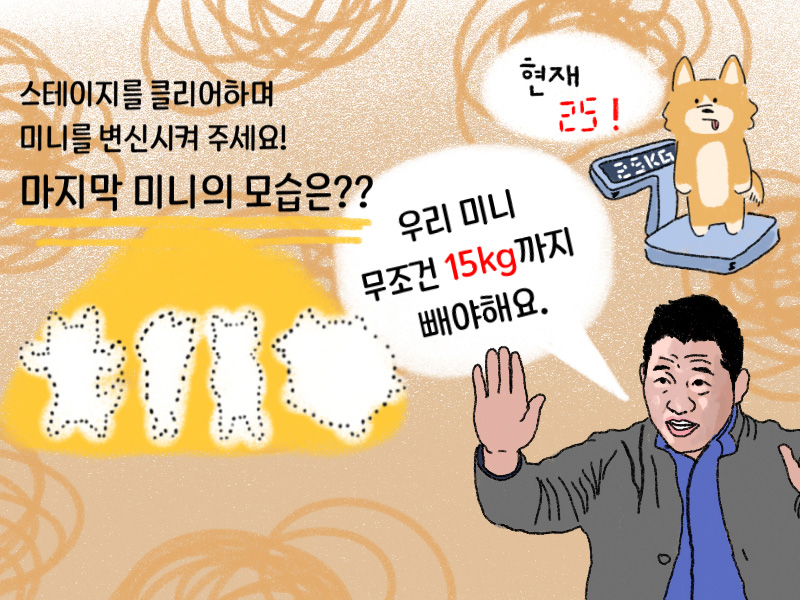 스테이지를 클리어하며
미니를 변신시켜 주세요!
마지막 미니의 모습은??
현재
25!
25KG
우리 미니
무조건 15kg까지
빼야해요.